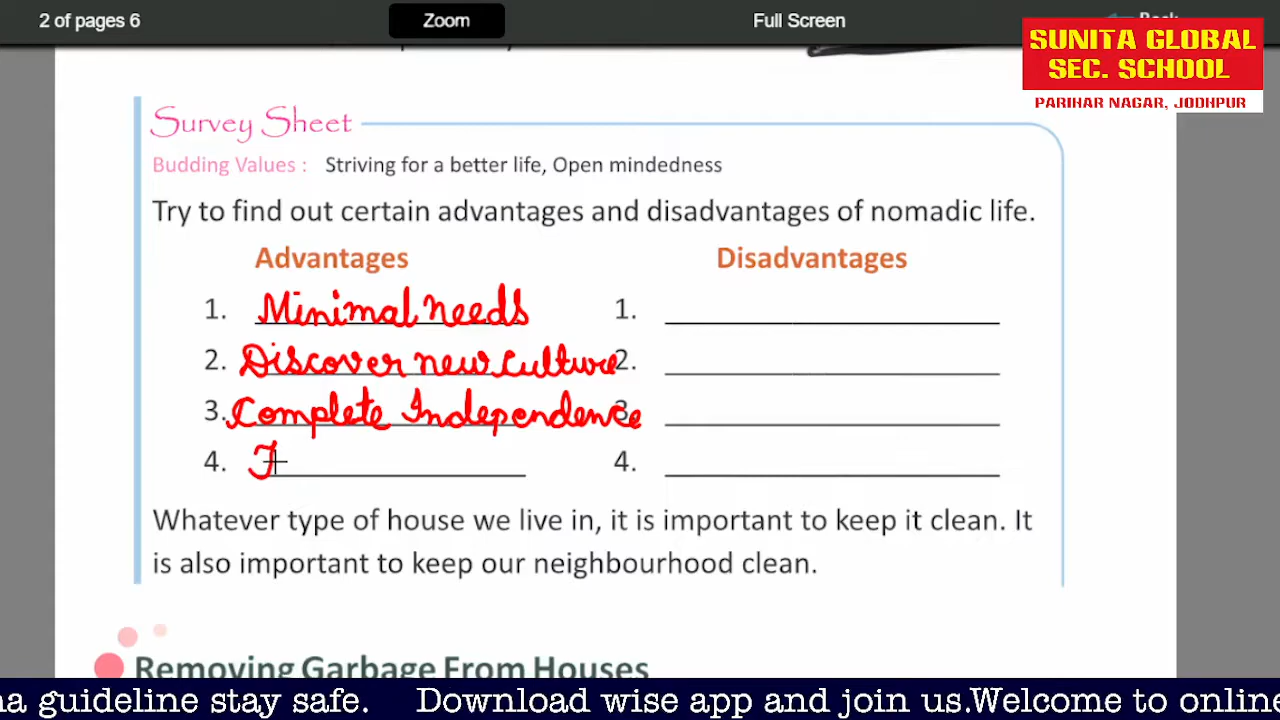 2 of pages 6 Zoom Full Screen
SUNITA GLOBAL
SEC. SCHOOL
PARIHAR NAGAR, JODHPUR
Survey Sheet
Budding Values : Striving for a better life, Open mindedness
Try to find out certain advantages and disadvantages of nomadic life.
Advantages Disadvantages
1. Minimal needs 1.
2. Discover new culture 2.
3. Complete Independence 3.
4. 4.
Whatever type of house we live in, it is important to keep it clean. It
is also important to keep our neighbourhood clean.
Removing Garbage From Houses
na guideline stay safe. Download wise app and join us.Welcome to online